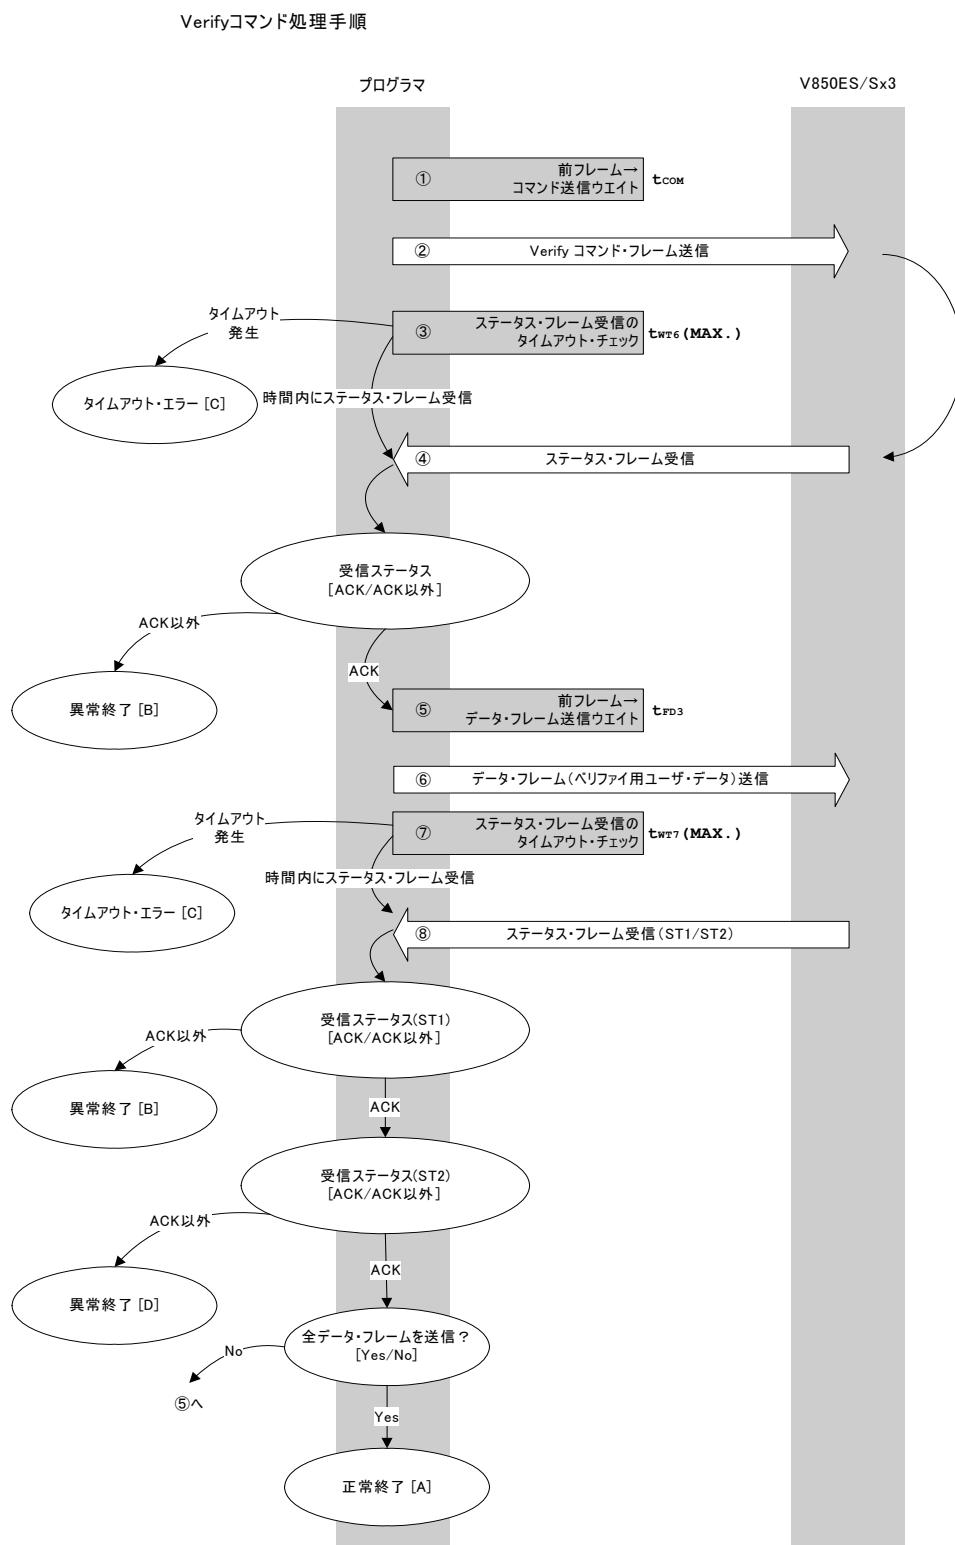 Verifyコマンド処理手順
プログラマ
V850ES/Sx3
①
前フレーム→
コマンド送信ウエイト
tCOM
②
Verify コマンド・フレーム送信
タイムアウト
発生
③
ステータス・フレーム受信の
タイムアウト・チェック
tWT6(MAX.)
タイムアウト・エラー [C]
時間内にステータス・フレーム受信
④
ステータス・フレーム受信
受信ステータス
[ACK/ACK以外]
ACK以外
ACK
異常終了 [B]
⑤
前フレーム→
データ・フレーム送信ウエイト
tFD3
⑥
データ・フレーム(ベリファイ用ユーザ・データ)送信
タイムアウト
発生
⑦
ステータス・フレーム受信の
タイムアウト・チェック
tWT7(MAX.)
時間内にステータス・フレーム受信
タイムアウト・エラー [C]
⑧
ステータス・フレーム受信(ST1/ST2)
受信ステータス(ST1)
[ACK/ACK以外]
ACK以外
異常終了 [B]
ACK
受信ステータス(ST2)
[ACK/ACK以外]
ACK以外
ACK
異常終了 [D]
全データ・フレームを送信?
[Yes/No]
No
⑤へ
Yes
正常終了 [A]